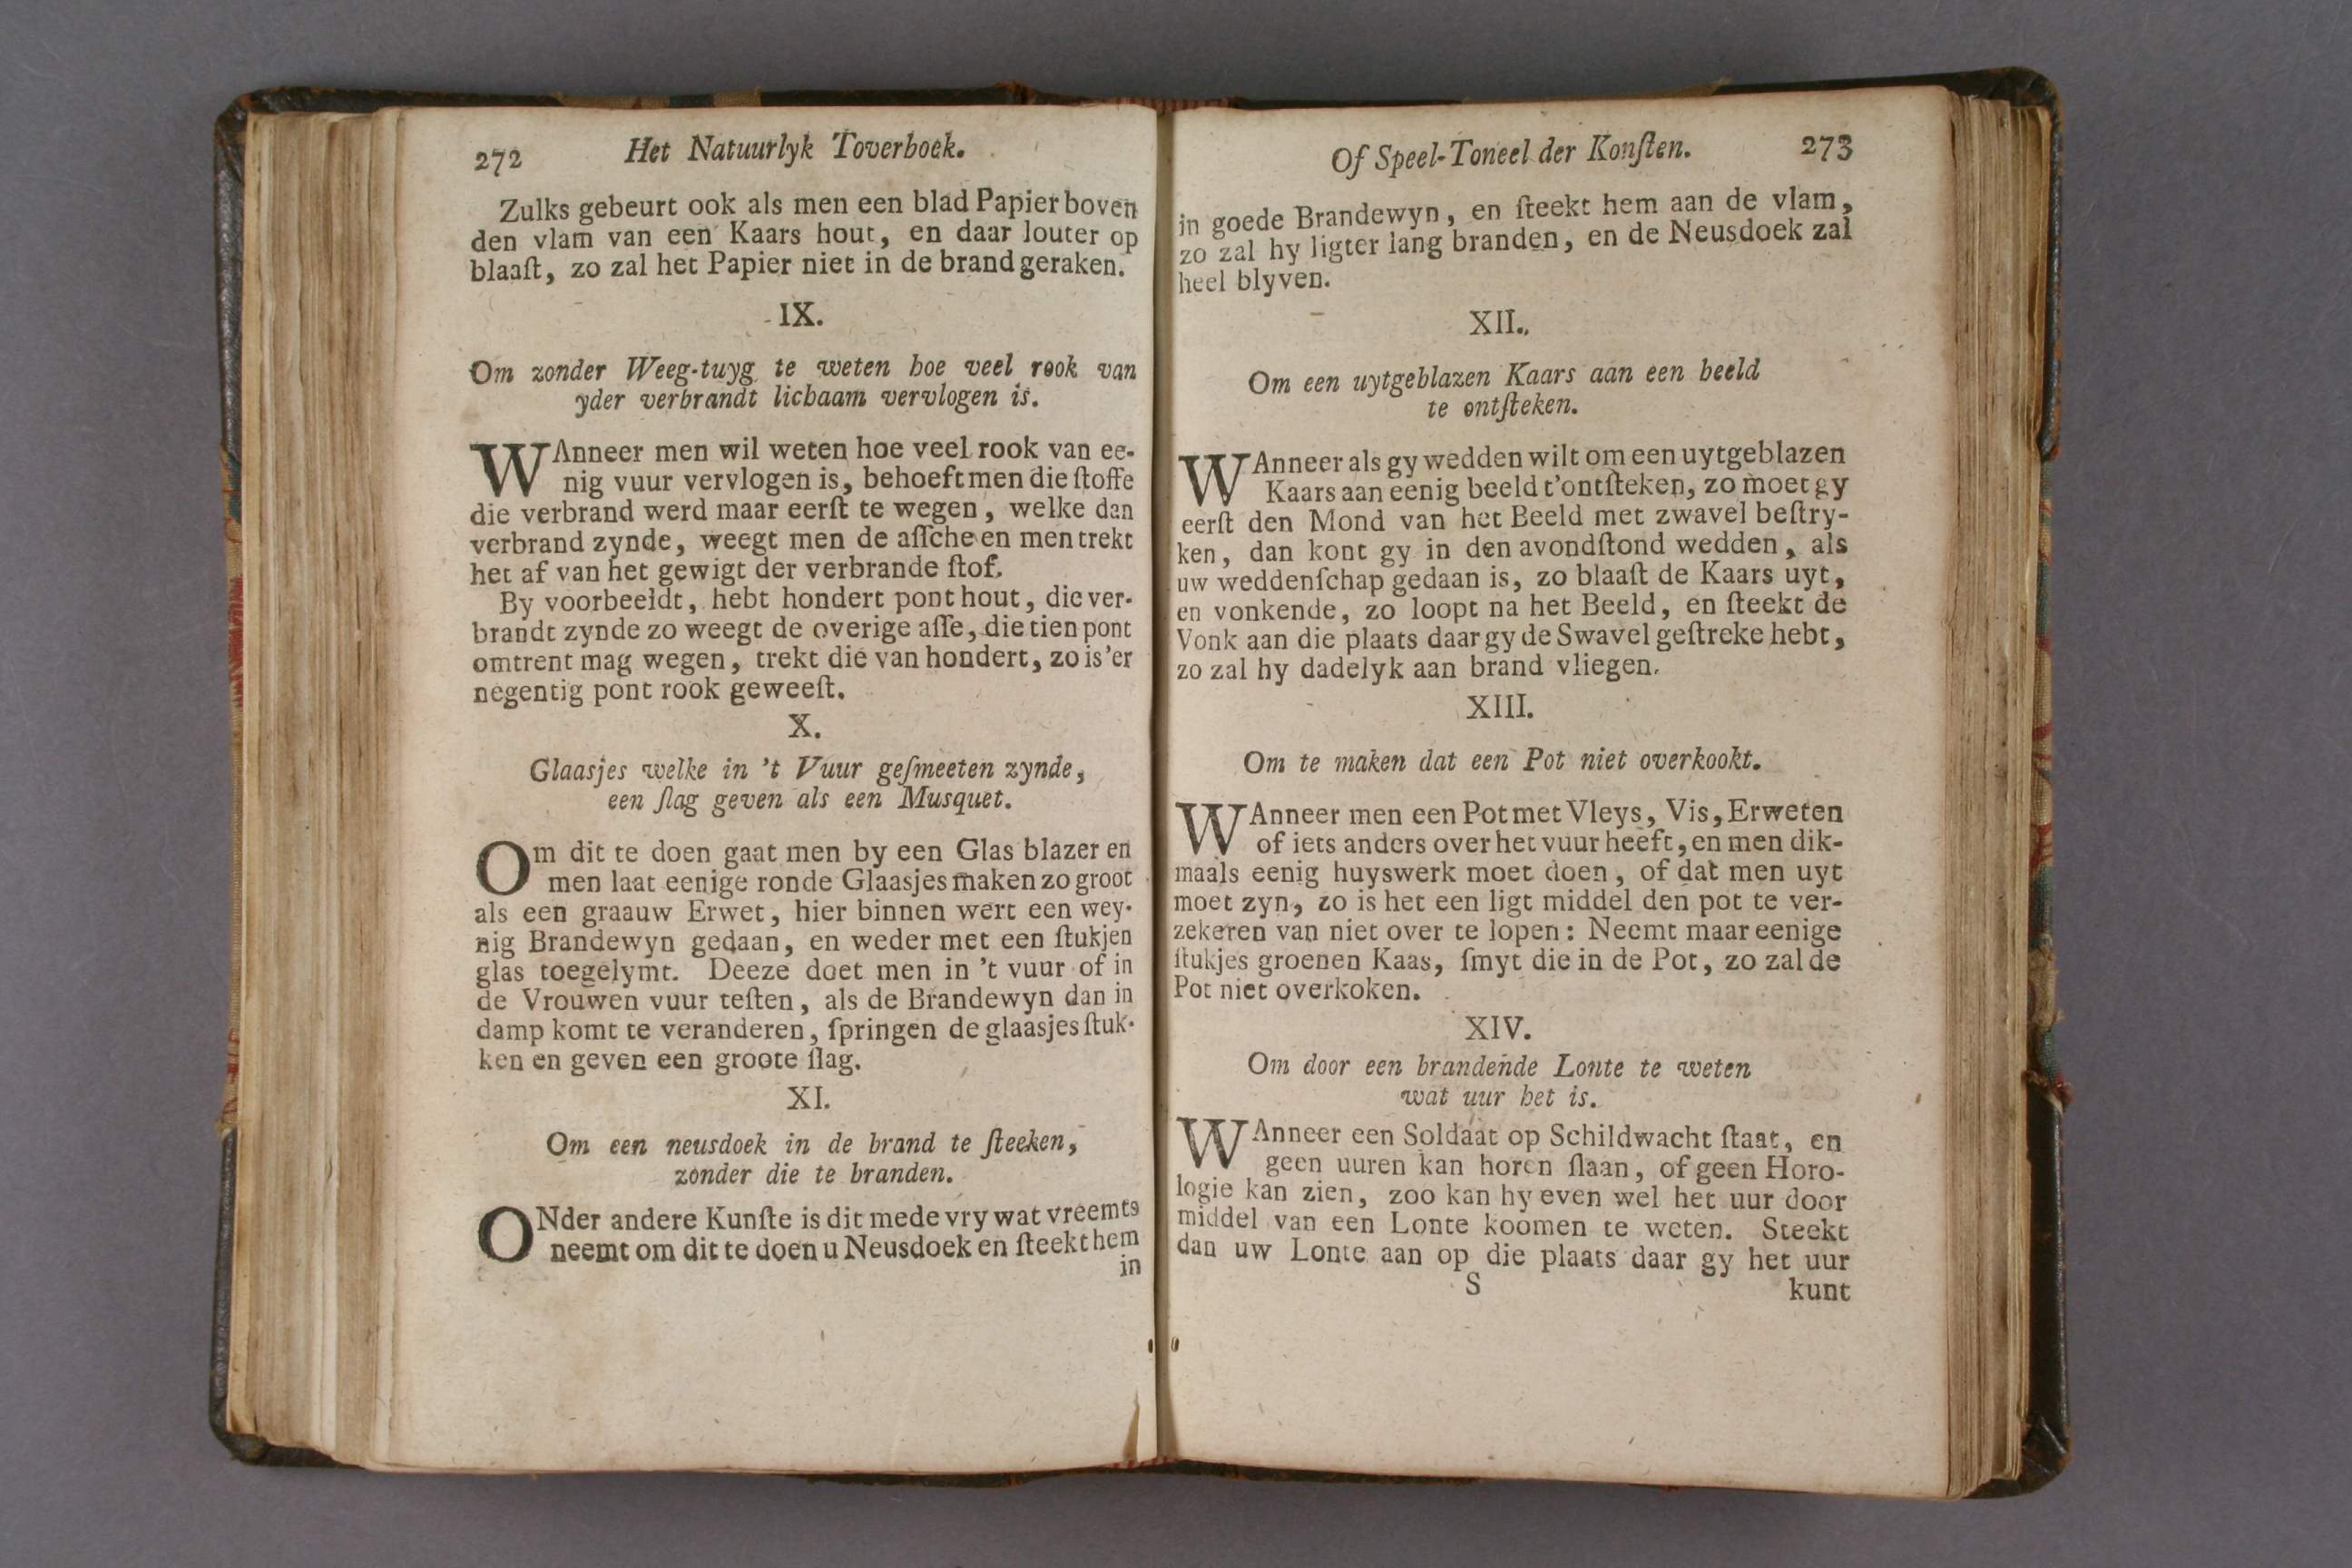 272 Het Natuurlyk Toverboek.
Zulks gebeurt ook als men een blad Papier boven
den vlam van een Kaars hout, en daar louter op
blaaſt, zo zal het Papier niet in de brand geraken.
IX.
Om zonder Weeg-tuyg te weten hoe veel rook van
yder verbrandt lichaam vervlogen is.
WAnneer men wil weten hoe veel rook van ee-
nig vuur vervlogen is, behoeft men die ſtoffe
die verbrand werd maar eerſt te wegen, welke dan
verbrand zynde, weegt men de aſſche en men trekt
het af van het gewigt der verbrande ſtof.
By voorbeeldt, hebt hondert pont hout, die ver-
brandt zynde zo weegt de overige aſſe, die tien pont
omtrent mag wegen, trekt die van hondert, zo is'er
negentig pont rook geweeſt.
X.
Glaasjes welke in 't Vuur geſmeeten zynde,
een ſlag geven als een Musquet.
Om dit te doen gaat men by een Glas blazer en
men laat eenige ronde Glaasjes maken zo groot
als een graauw Erwet, hier binnen wert een wey-
nig Brandewyn gedaan, en weder met een ſtukjen
glas toegelymt. Deeze doet men in 't vuur of in
de Vrouwen vuur teſten, als de Brandewyn dan in
damp komt te veranderen, ſpringen de glaasjes ſtuk-
ken en geven een groote ſlag.
XI.
Om een neusdoek in de brand te ſteeken,
zonder die te branden.
ONder andere Kunſte is dit mede vry wat vreemts
neemt om dit te doen u Neusdoek en ſteekt hem
in
Of Speel-Toneel der Konſten. 273
in goede Brandewyn, en ſteekt hem aan de vlam,
zo zal hy ligter lang branden, en de Neusdoek zal
heel blyven.
XII.
Om een uytgeblazen Kaars aan een beeld
te ontſteken.
WAnneer als gy wedden wilt om een uytgeblazen
Kaars aan eenig beeld t'ontſteken, zo moet gy
eerſt den Mond van het Beeld met zwavel beſtry-
ken, dan kont gy in den avondſtond wedden, als
uw weddenſchap gedaan is, zo blaaſt de Kaars uyt,
en vonkende, zo loopt na het Beeld, en ſteekt de
Vonk aan die plaats daar gy de Swavel geſtreke hebt,
zo zal hy dadelyk aan brand vliegen.
XIII.
Om te maken dat een Pot niet overkookt.
WAnneer men een Pot met Vleys, Vis, Erweten
of iets anders over het vuur heeft, en men dik-
maals eenig huyswerk moet doen, of dat men uyt
moet zyn, zo is het een ligt middel den pot te ver-
zekeren van niet over te lopen: Neemt maar eenige
ſtukjes groenen Kaas, ſmyt die in de Pot, zo zal de
Pot niet overkoken.
XIV.
Om door een brandende Lonte te weten
wat uur het is.
WAnneer een Soldaat op Schildwacht ſtaat, en
geen uuren kan horen ſlaan, of geen Horo-
logie kan zien, zoo kan hy even wel het uur door
middel van een Lonte koomen te weten. Steekt
dan uw Lonte aan op die plaats daar gy het uur
S kunt